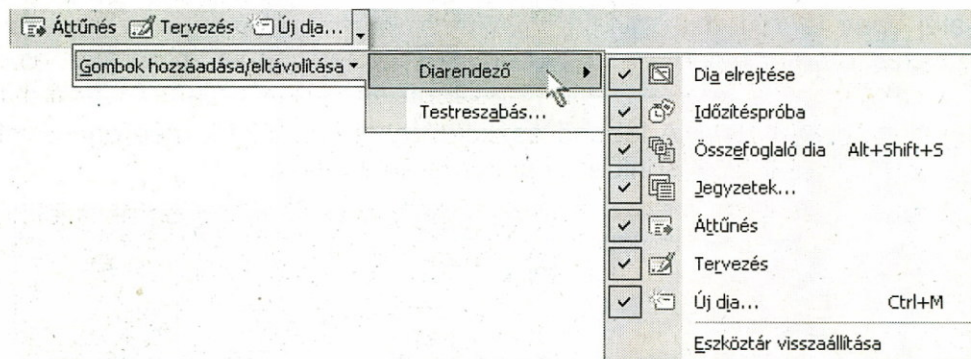 Áttűnés Tervezés Új dia...
Gombok hozzáadása/eltávolítása
Diarendező
Testreszabás...
Dia elrejtése
Időzítéspróba
Összefoglaló dia Alt+Shift+S
Jegyzetek...
Áttűnés
Tervezés
Új dia... Ctrl+M
Eszköztár visszaállítása